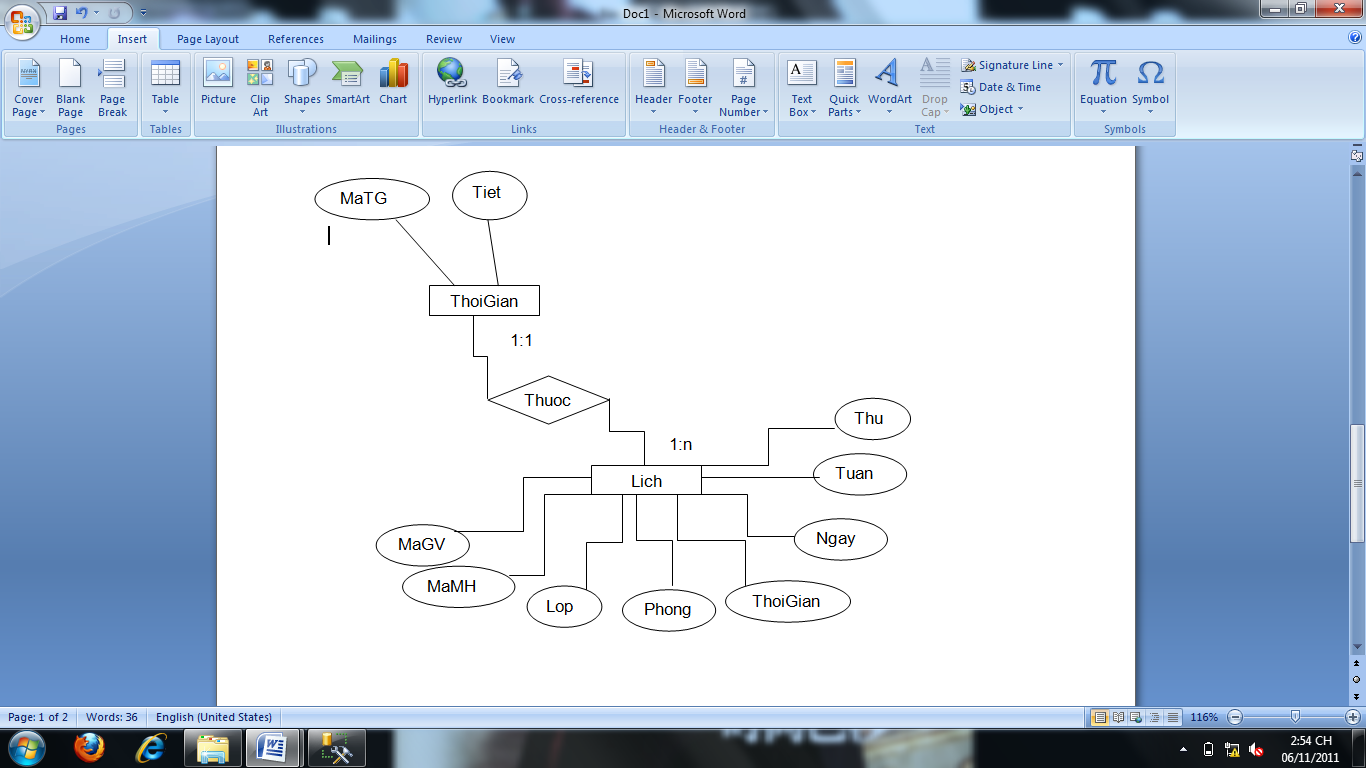 Doc1 - Microsoft Word
Home Insert Page Layout References Mailings Review View
Cover Page
Blank Page
Page Break
Pages
Table
Tables
Picture
Clip Art
Shapes
SmartArt
Chart
Illustrations
Hyperlink
Bookmark
Cross-reference
Links
Header
Footer
Page Number
Header & Footer
Text Box
Quick Parts
WordArt
Drop Cap
Signature Line
Date & Time
Object
Text
Equation
Symbol
Symbols
MaTG
Tiet
ThoiGian
1:1
Thuoc
Thu
1:n
Tuan
Lich
Ngay
MaGV
MaMH
Lop
Phong
ThoiGian
Page: 1 of 2 Words: 36 English (United States) 116%
2:54 CH
06/11/2011